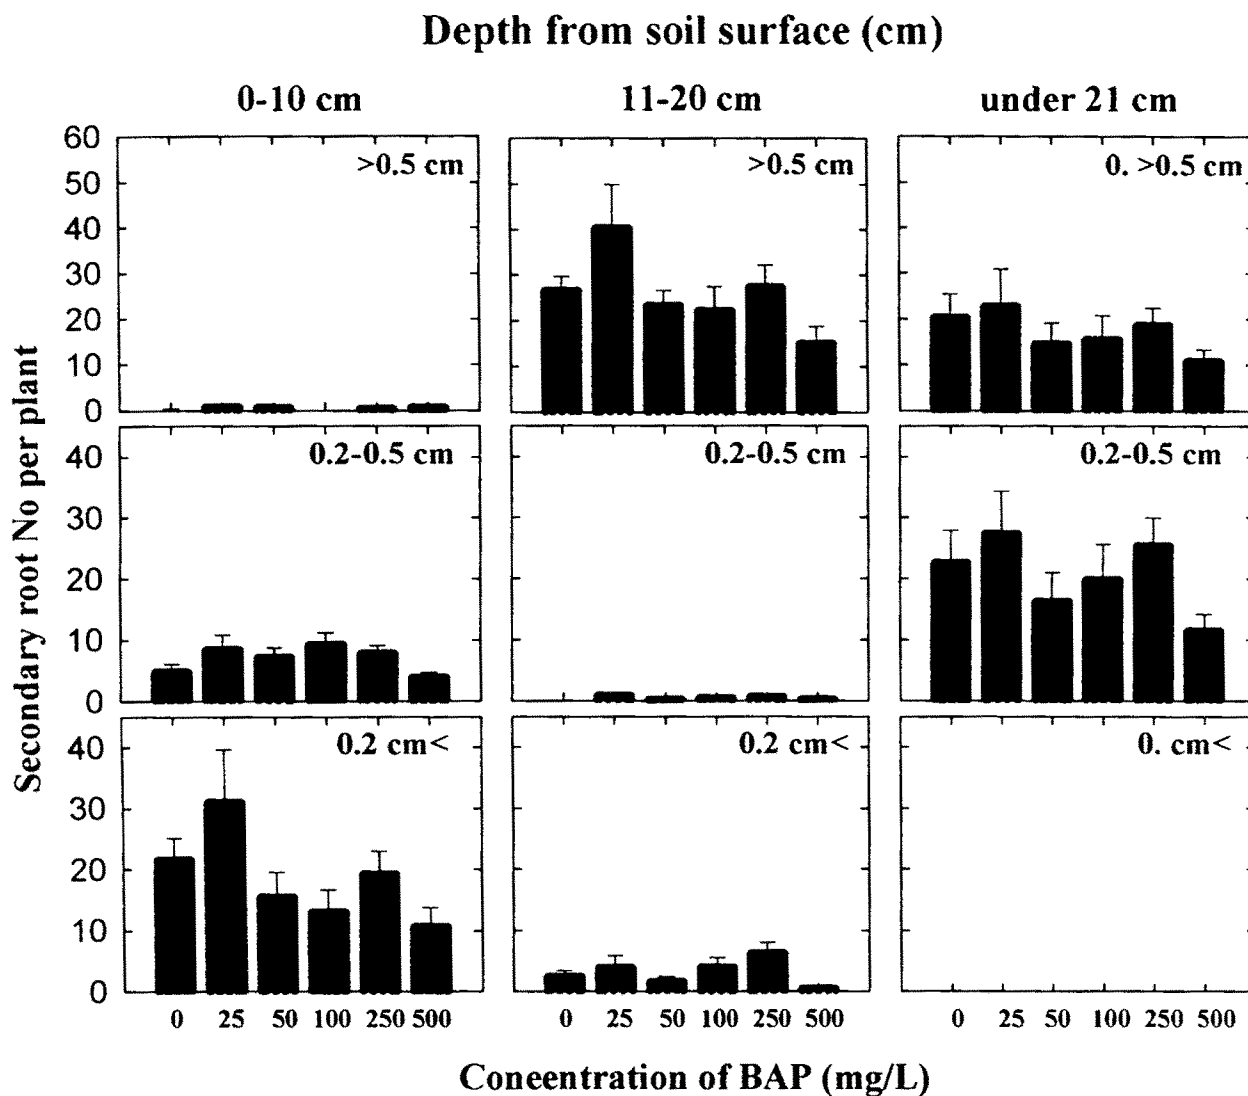 Depth from soil surface (cm)
0-10 cm 11-20 cm under 21 cm
Secondary root No per plant
60 >0.5 cm >0.5 cm 0. >0.5 cm
50
40
30
20
10
0
40 0.2-0.5 cm 0.2-0.5 cm 0.2-0.5 cm
30
20
10
0
40 0.2 cm< 0.2 cm< 0. cm<
30
20
10
0
0 25 50 100 250 500 0 25 50 100 250 500 0 25 50 100 250 500
Coneentration of BAP (mg/L)